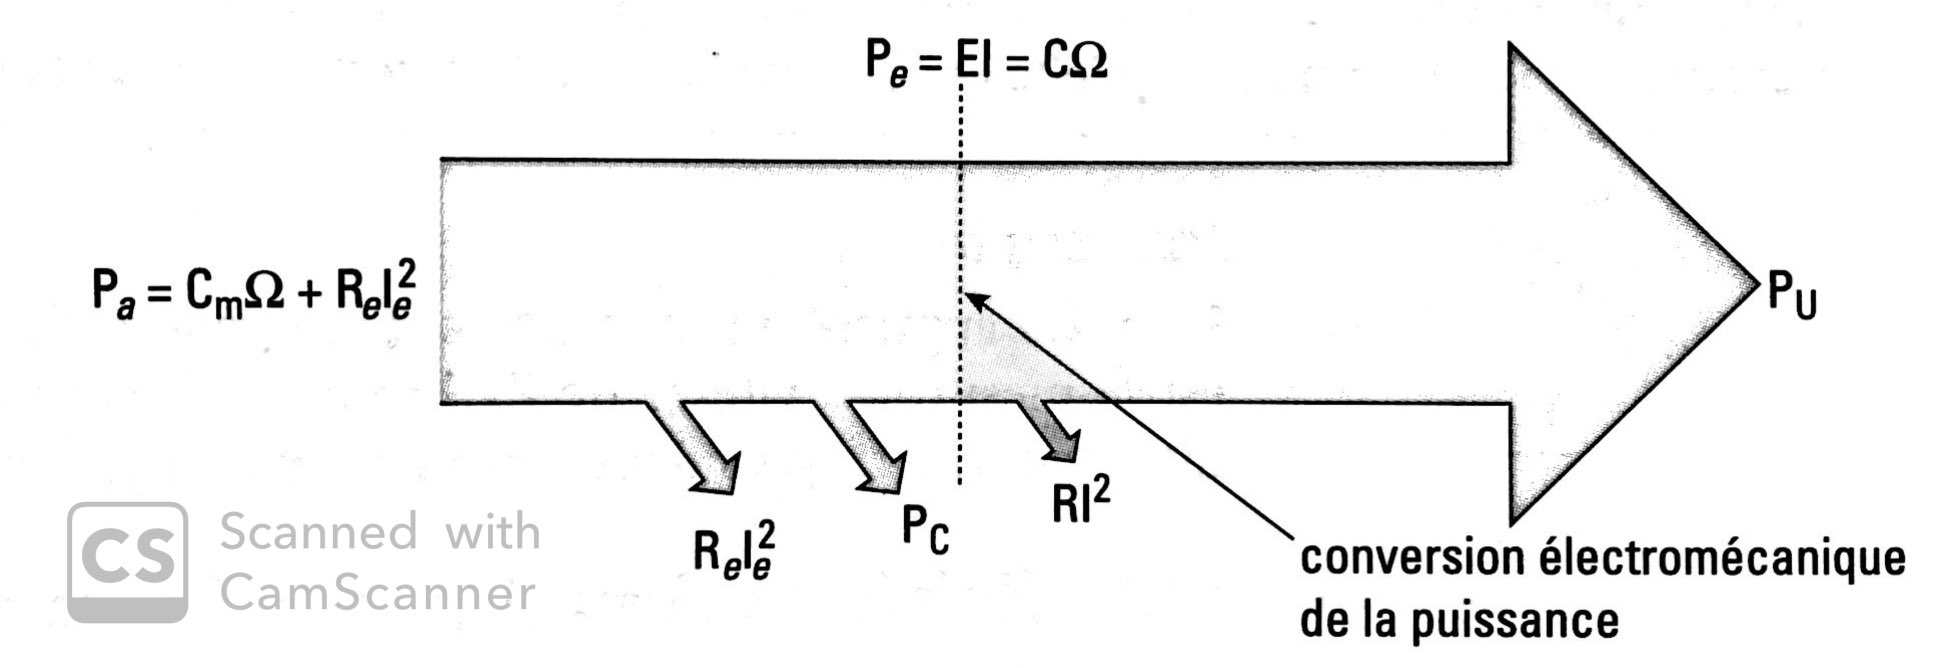 Pe = EI = CΩ
Pa = CmΩ + ReIe²
PU
ReIe²
PC
RI²
conversion électromécanique
de la puissance
CS
Scanned with
CamScanner